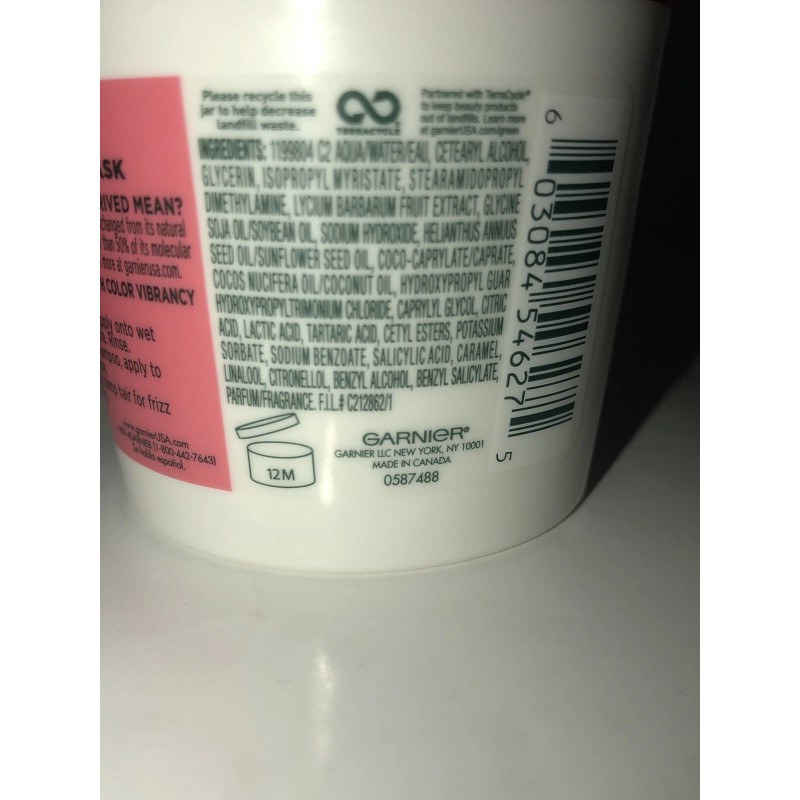 Please recycle this
jar to help decrease
landfill waste.
TERRACYCLE
Partnered with TerraCycle®
to keep beauty products
out of landfills. Learn more
at garnierUSA.com/green
INGREDIENTS: 1199804 C2 AQUA/WATER/EAU, CETEARYL ALCOHOL,
GLYCERIN, ISOPROPYL MYRISTATE, STEARAMIDOPROPYL
DIMETHYLAMINE, LYCIUM BARBARUM FRUIT EXTRACT, GLYCINE
SOJA OIL/SOYBEAN OIL, SODIUM HYDROXIDE, HELIANTHUS ANNUUS
SEED OIL/SUNFLOWER SEED OIL, COCO-CAPRYLATE/CAPRATE,
COCOS NUCIFERA OIL/COCONUT OIL, HYDROXYPROPYL GUAR
HYDROXYPROPYLTRIMONIUM CHLORIDE, CAPRYLYL GLYCOL, CITRIC
ACID, LACTIC ACID, TARTARIC ACID, CETYL ESTERS, POTASSIUM
SORBATE, SODIUM BENZOATE, SALICYLIC ACID, CARAMEL,
LINALOOL, CITRONELLOL, BENZYL ALCOHOL, BENZYL SALICYLATE,
PARFUM/FRAGRANCE. F.I.L.# C212862/1
12M
GARNIER®
GARNIER LLC NEW YORK, NY 10001
MADE IN CANADA
0587488
6 03084 54627 5
ASK
RIVED MEAN?
changed from its natural
than 50% of its molecular
more at garnierusa.com.
H COLOR VIBRANCY
apply onto wet
Rinse.
apply to
hair for frizz
www.garnierUSA.com
(1-800-442-7643)
Se habla español.